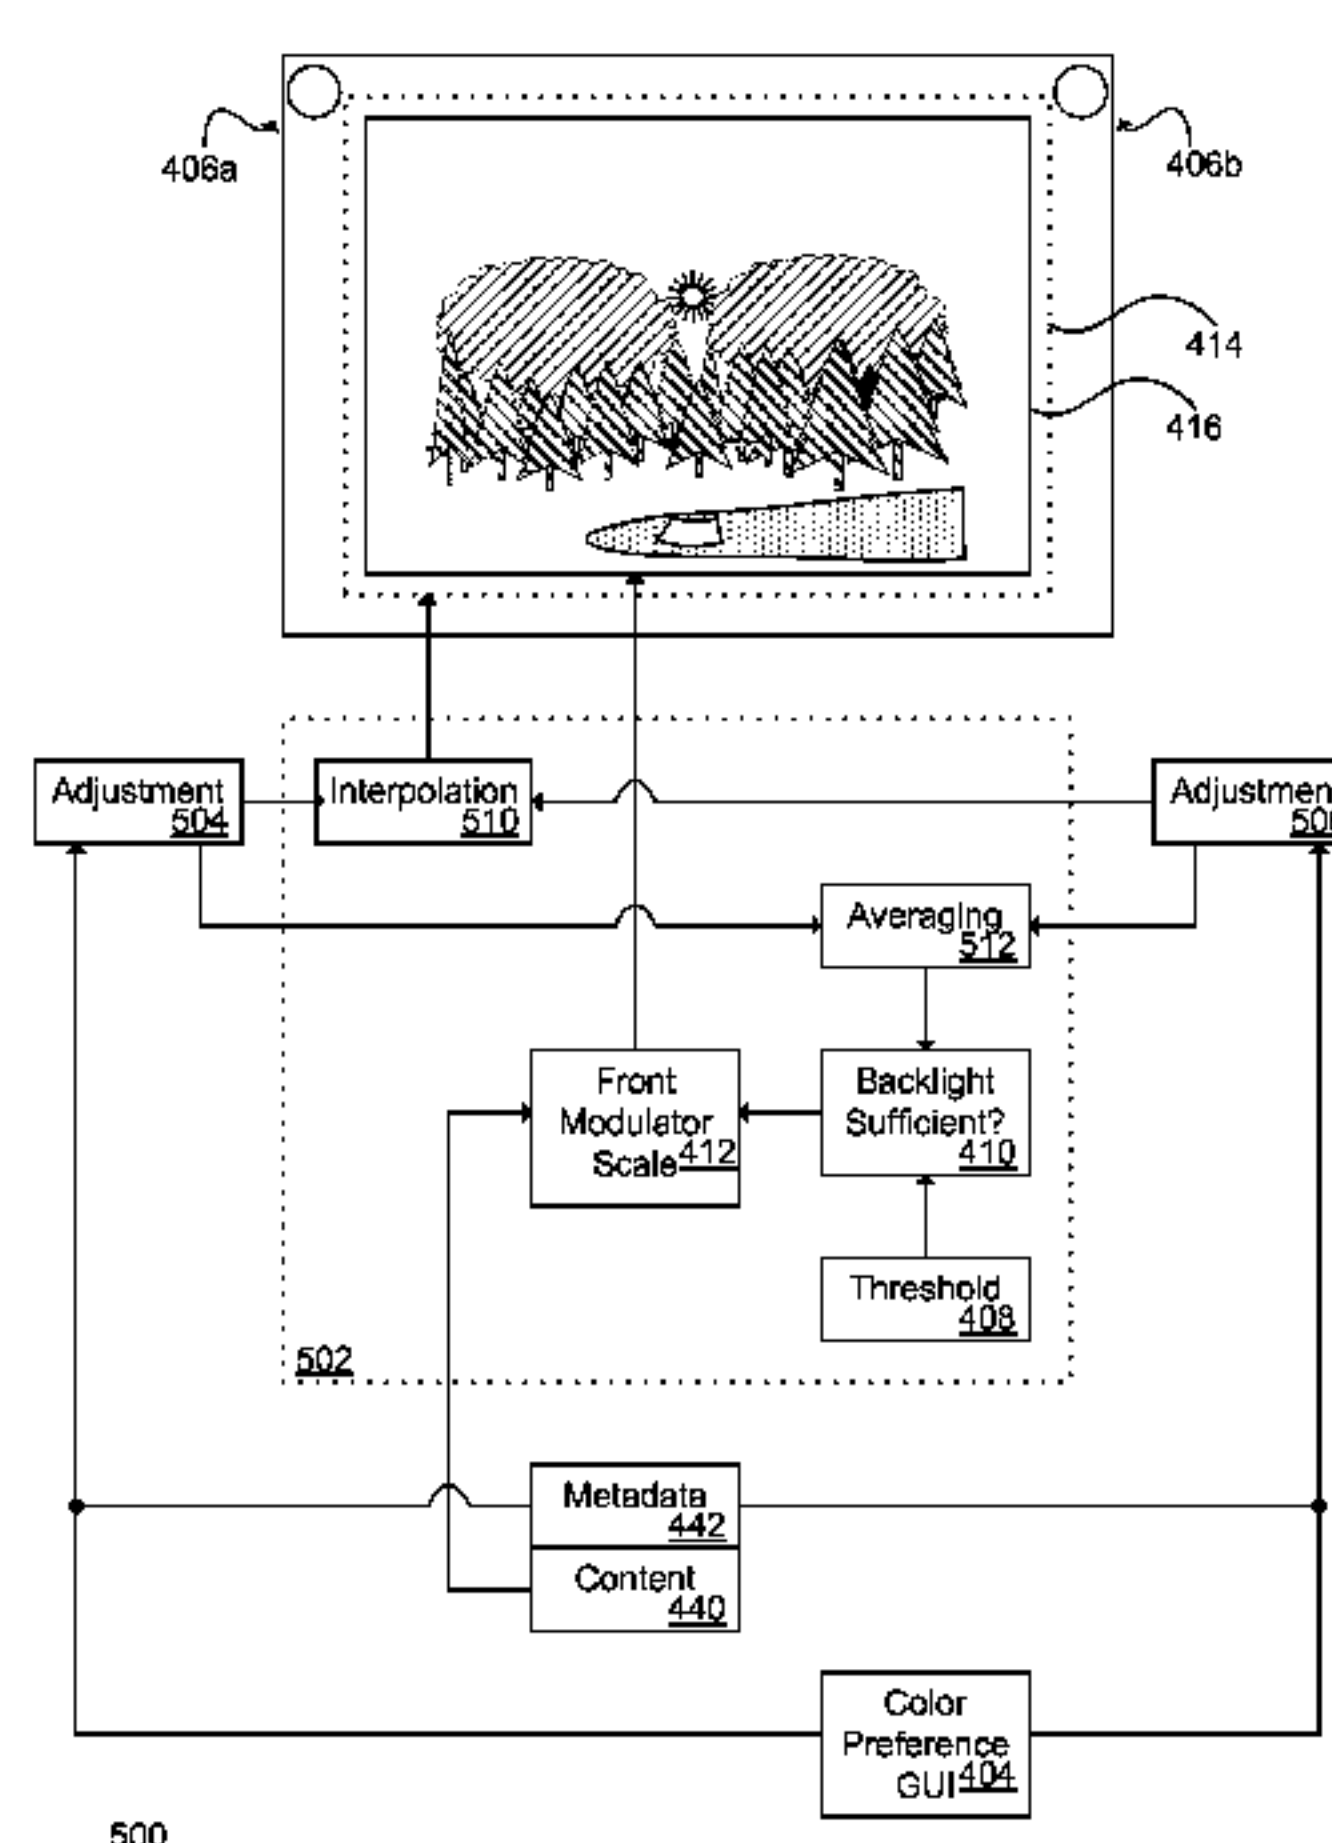 406a
406b
414
416
Adjustment
504
Interpolation
510
Adjustmen
50
Averaging
512
Front
Modulator
Scale 412
Backlight
Sufficient?
410
Threshold
408
502
Metadata
442
Content
440
Color
Preference
GUI 404
500